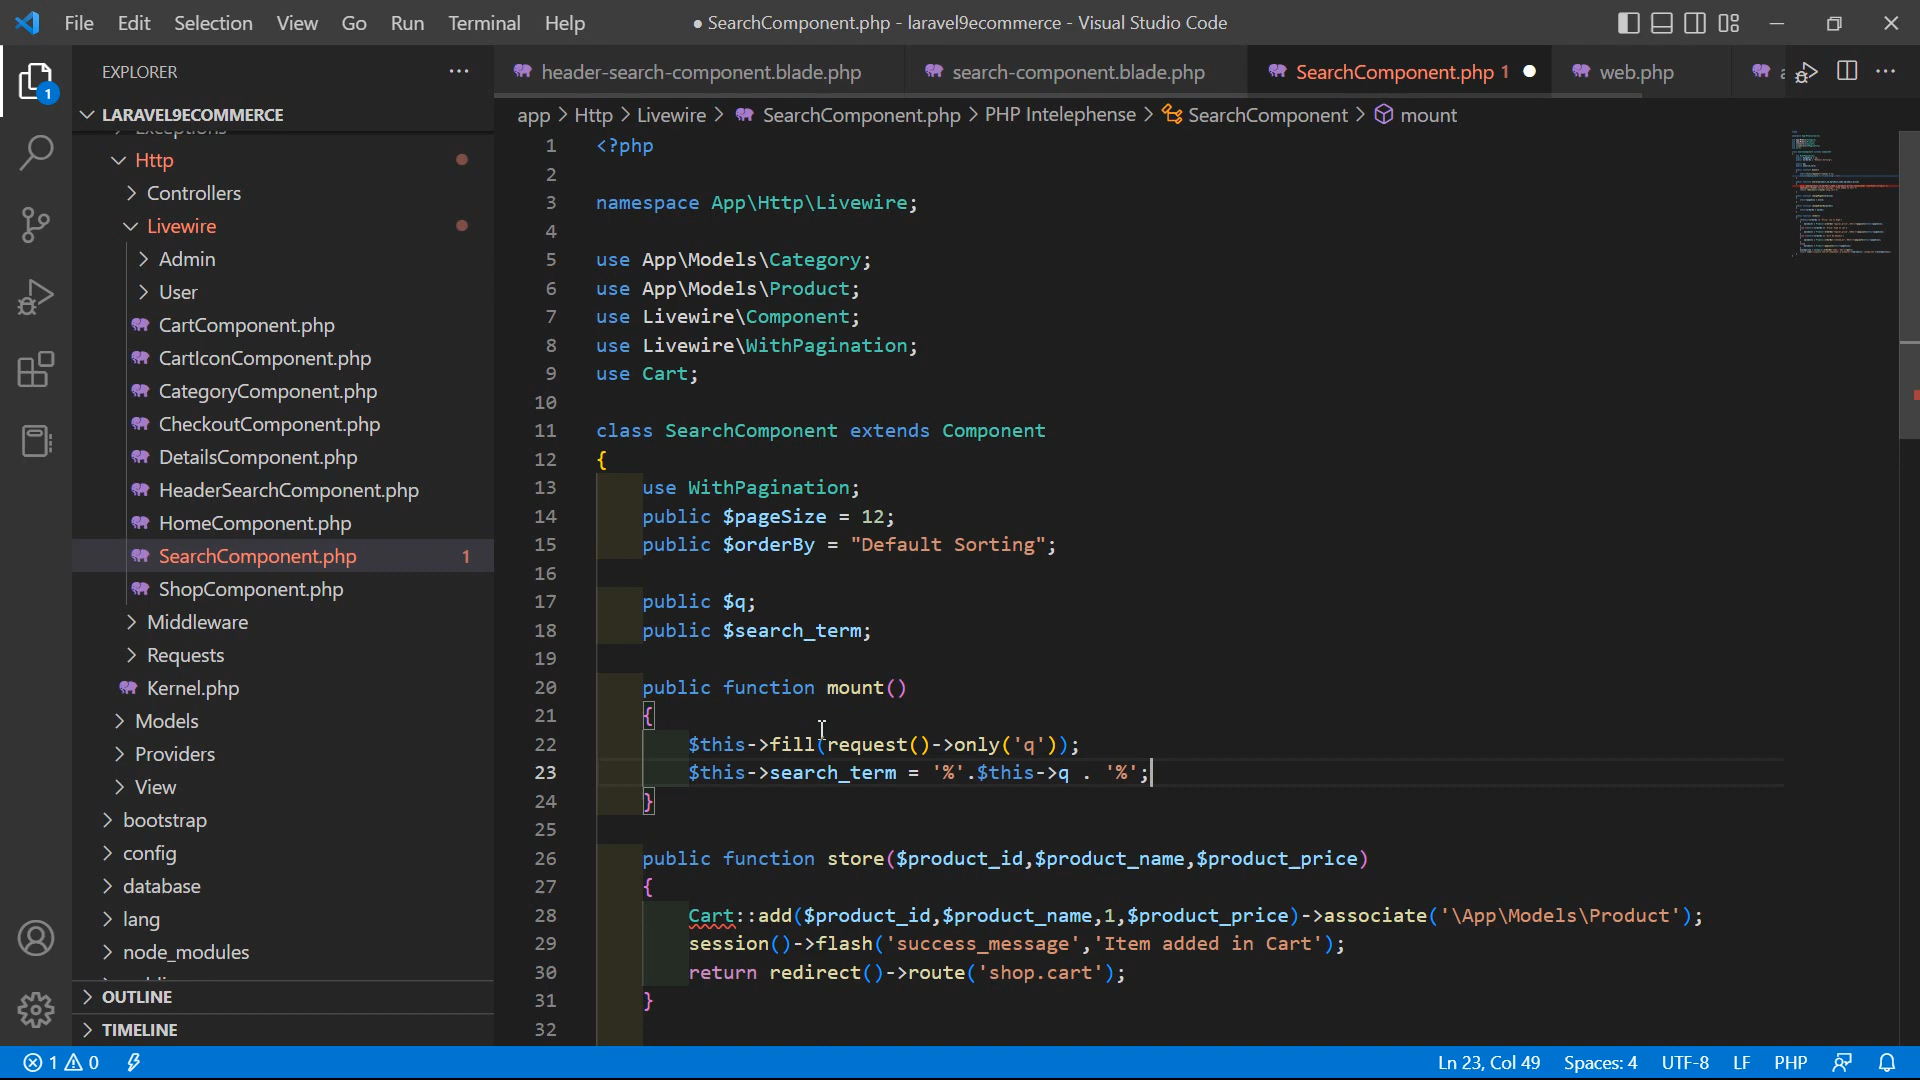 File Edit Selection View Go Run Terminal Help
● SearchComponent.php - laravel9ecommerce - Visual Studio Code
EXPLORER
LARAVEL9ECOMMERCE
Exceptions
Http
Controllers
Livewire
Admin
User
CartComponent.php
CartIconComponent.php
CategoryComponent.php
CheckoutComponent.php
DetailsComponent.php
HeaderSearchComponent.php
HomeComponent.php
SearchComponent.php 1
ShopComponent.php
Middleware
Requests
Kernel.php
Models
Providers
View
bootstrap
config
database
lang
node_modules
OUTLINE
TIMELINE
1
header-search-component.blade.php search-component.blade.php SearchComponent.php 1 ● web.php
app > Http > Livewire > SearchComponent.php > PHP Intelephense > SearchComponent > mount
1 <?php
2
3 namespace App\Http\Livewire;
4
5 use App\Models\Category;
6 use App\Models\Product;
7 use Livewire\Component;
8 use Livewire\WithPagination;
9 use Cart;
10
11 class SearchComponent extends Component
12 {
13 use WithPagination;
14 public $pageSize = 12;
15 public $orderBy = "Default Sorting";
16
17 public $q;
18 public $search_term;
19
20 public function mount()
21 {
22 $this->fill(request()->only('q'));
23 $this->search_term = '%'.$this->q . '%';
24 }
25
26 public function store($product_id,$product_name,$product_price)
27 {
28 Cart::add($product_id,$product_name,1,$product_price)->associate('\App\Models\Product');
29 session()->flash('success_message','Item added in Cart');
30 return redirect()->route('shop.cart');
31 }
32
1 0 Ln 23, Col 49 Spaces: 4 UTF-8 LF PHP